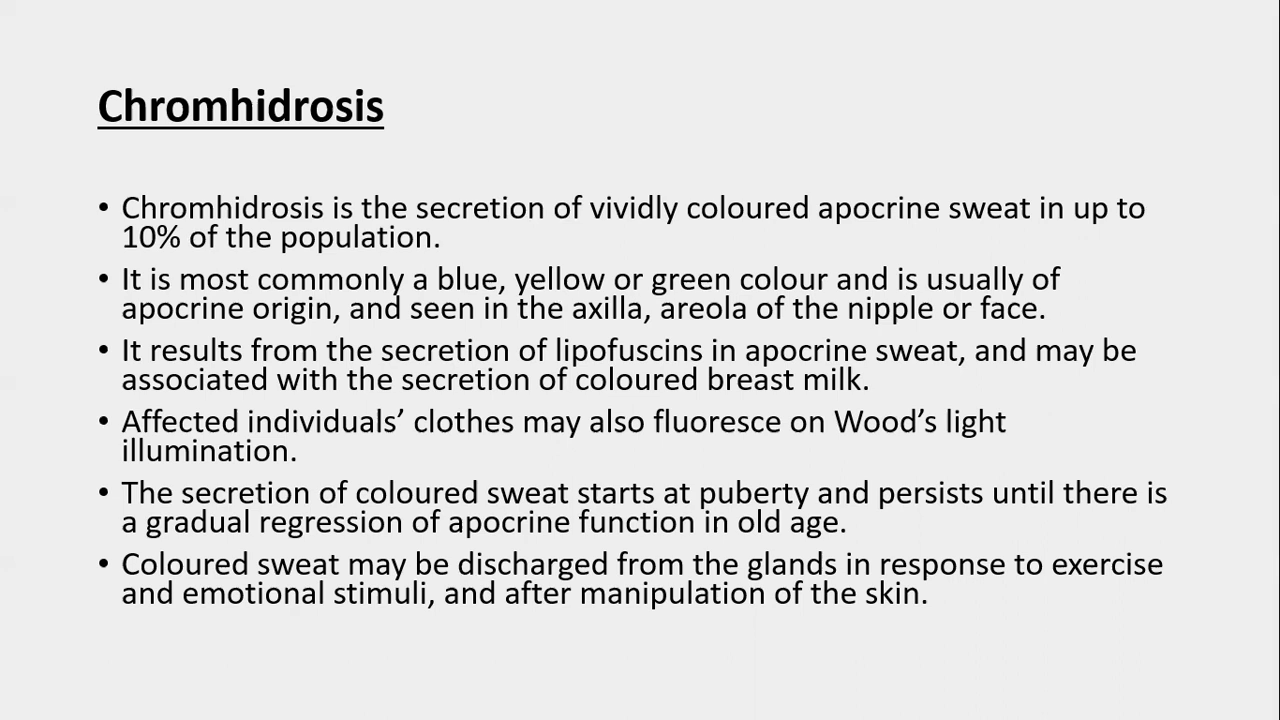 Chromhidrosis
• Chromhidrosis is the secretion of vividly coloured apocrine sweat in up to
10% of the population.
• It is most commonly a blue, yellow or green colour and is usually of
apocrine origin, and seen in the axilla, areola of the nipple or face.
• It results from the secretion of lipofuscins in apocrine sweat, and may be
associated with the secretion of coloured breast milk.
• Affected individuals’ clothes may also fluoresce on Wood’s light
illumination.
• The secretion of coloured sweat starts at puberty and persists until there is
a gradual regression of apocrine function in old age.
• Coloured sweat may be discharged from the glands in response to exercise
and emotional stimuli, and after manipulation of the skin.